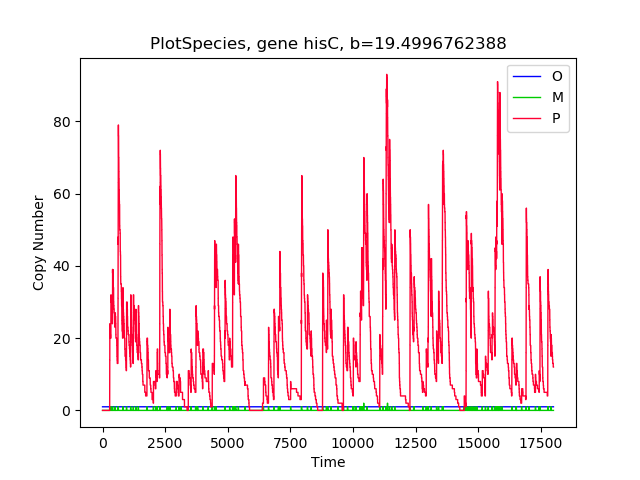 PlotSpecies, gene hisC, b=19.4996762388
O
M
P
80
60
40
20
0
Copy Number
0 2500 5000 7500 10000 12500 15000 17500
Time